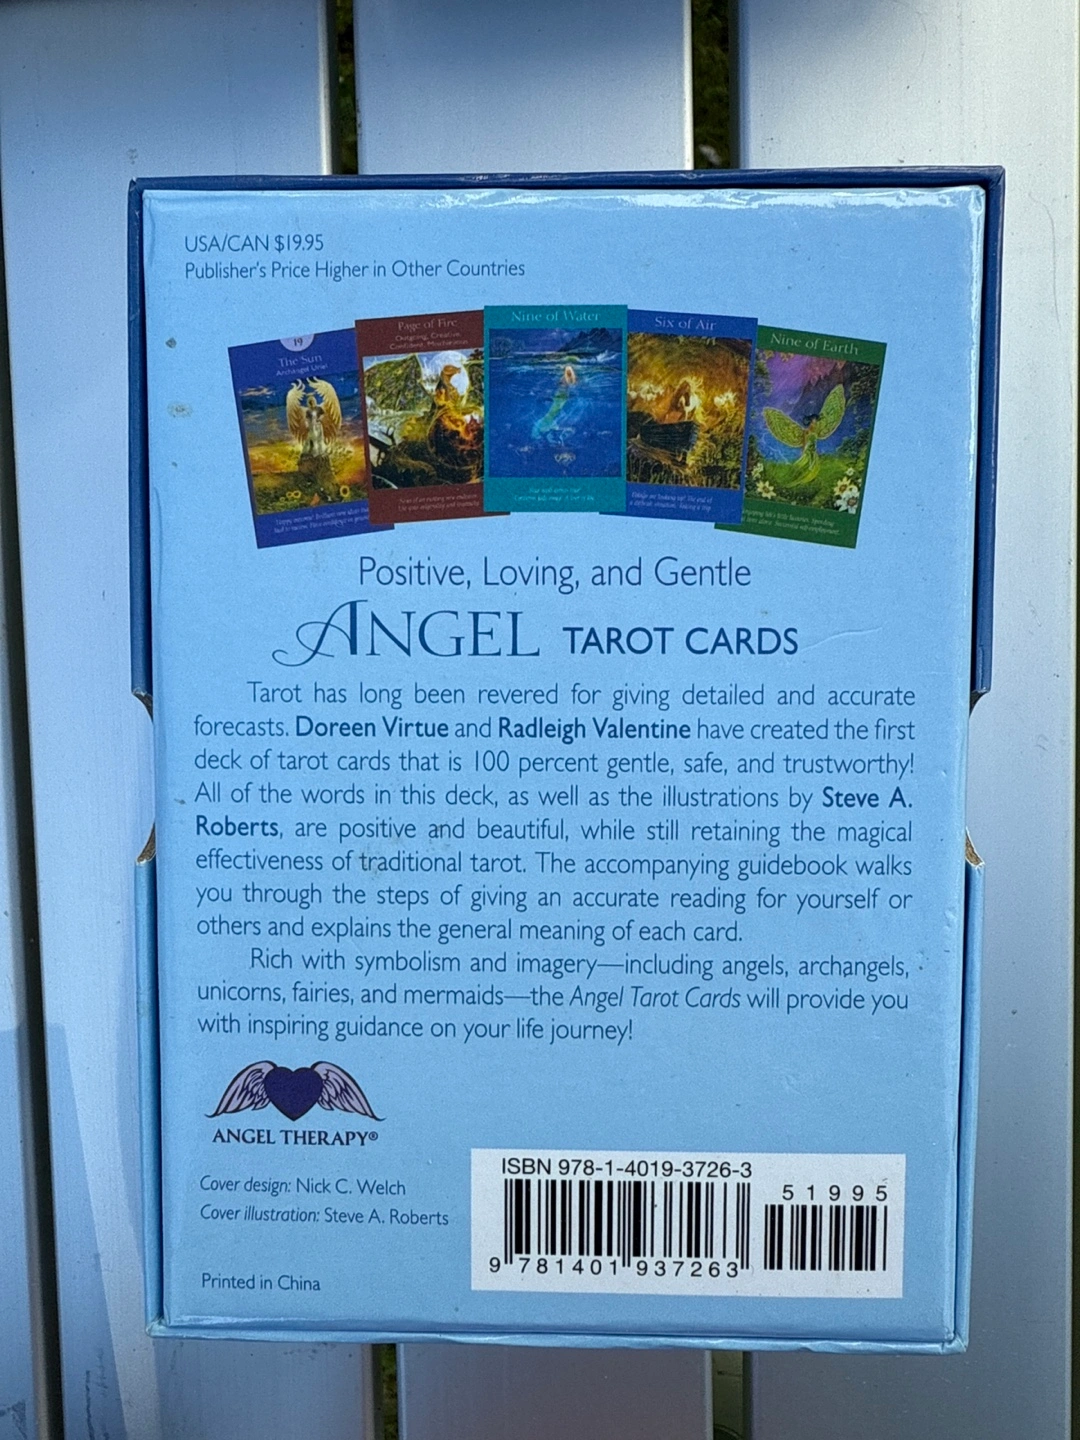 USA/CAN $19.95
Publisher's Price Higher in Other Countries
19
The Sun
Archangel Uriel
Page of Fire
Outgoing, Creative,
Confident, Mischievous
Nine of Water
Six of Air
Nine of Earth
Positive, Loving, and Gentle
ANGEL TAROT CARDS
Tarot has long been revered for giving detailed and accurate
forecasts. Doreen Virtue and Radleigh Valentine have created the first
deck of tarot cards that is 100 percent gentle, safe, and trustworthy!
All of the words in this deck, as well as the illustrations by Steve A.
Roberts, are positive and beautiful, while still retaining the magical
effectiveness of traditional tarot. The accompanying guidebook walks
you through the steps of giving an accurate reading for yourself or
others and explains the general meaning of each card.
Rich with symbolism and imagery—including angels, archangels,
unicorns, fairies, and mermaids—the Angel Tarot Cards will provide you
with inspiring guidance on your life journey!
ANGEL THERAPY®
Cover design: Nick C. Welch
Cover illustration: Steve A. Roberts
Printed in China
ISBN 978-1-4019-3726-3
51995
9 781401 937263